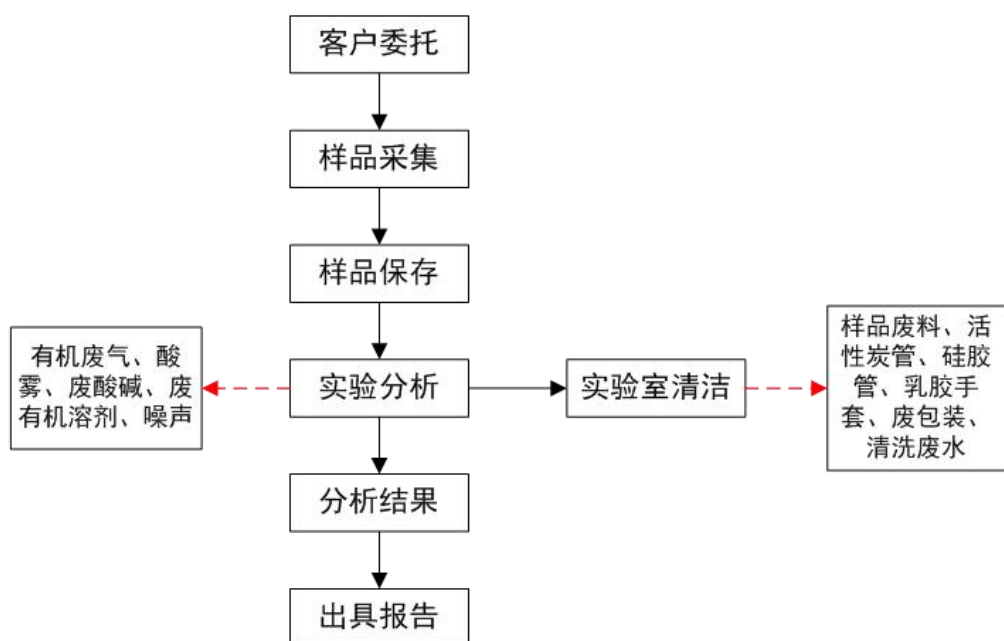 客户委托
样品采集
样品保存
有机废气、酸
雾、废酸碱、废
有机溶剂、噪声
实验分析
实验室清洁
样品废料、活
性炭管、硅胶
管、乳胶手
套、废包装、
清洗废水
分析结果
出具报告